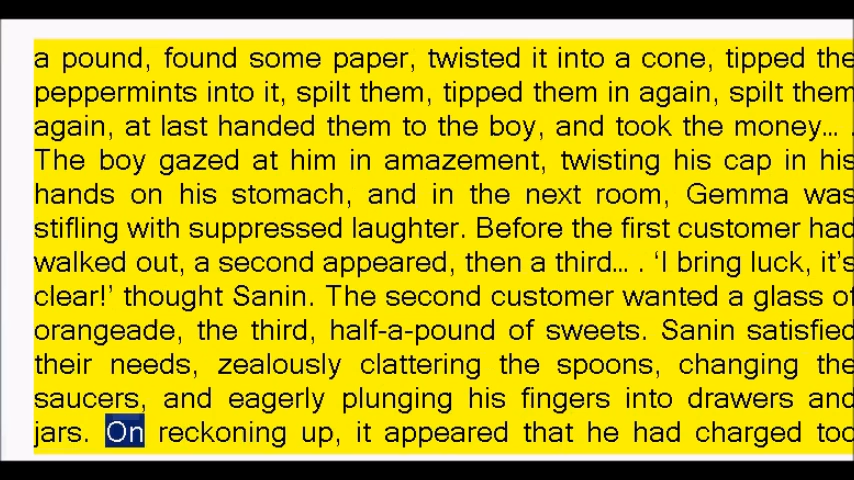 a pound, found some paper, twisted it into a cone, tipped the
peppermints into it, spilt them, tipped them in again, spilt them
again, at last handed them to the boy, and took the money... .
The boy gazed at him in amazement, twisting his cap in his
hands on his stomach, and in the next room, Gemma was
stifling with suppressed laughter. Before the first customer had
walked out, a second appeared, then a third... . ‘I bring luck, it’s
clear!’ thought Sanin. The second customer wanted a glass of
orangeade, the third, half-a-pound of sweets. Sanin satisfied
their needs, zealously clattering the spoons, changing the
saucers, and eagerly plunging his fingers into drawers and
jars. On reckoning up, it appeared that he had charged too